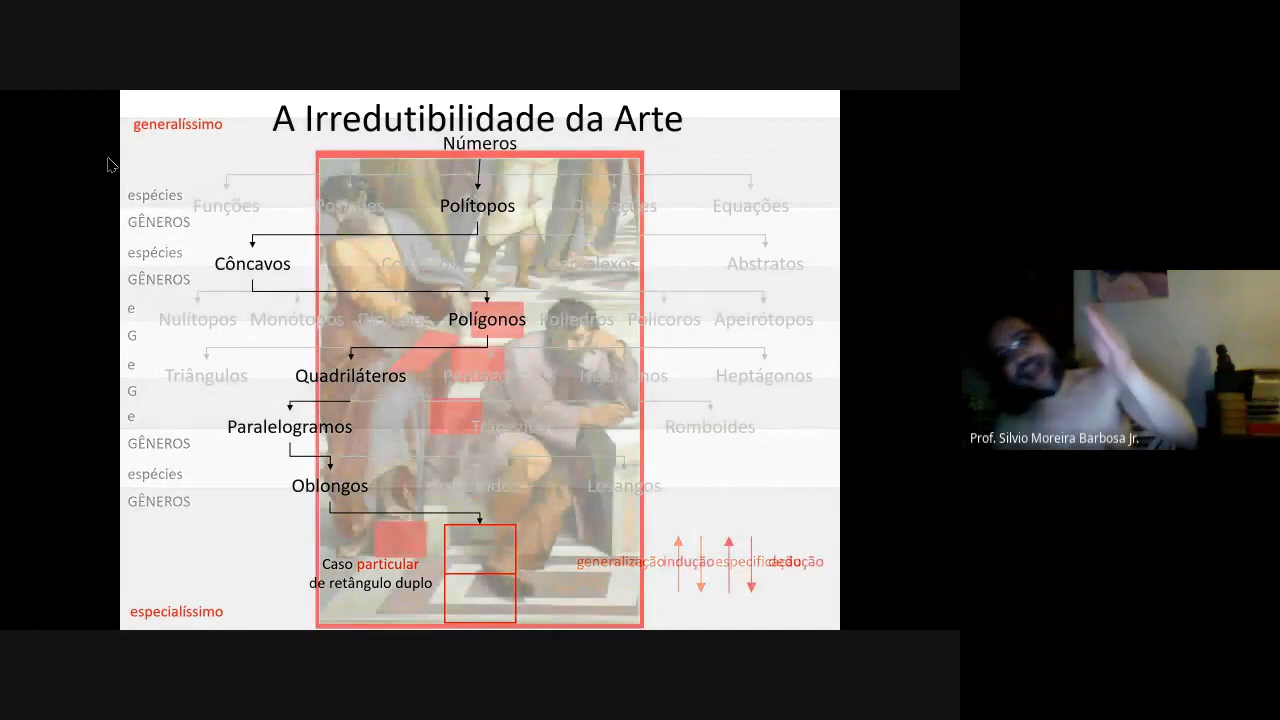 A Irredutibilidade da Arte
generalíssimo
Números
espécies
Funções Polítopos Equações
GÊNEROS
espécies
Côncavos Abstratos
GÊNEROS
e
Nulítopos Monótopos Polígonos Poliedros Policoros Apeirótopos
G
e
Triângulos Quadriláteros Heptágonos
G
e
Paralelogramos Romboides
GÊNEROS
espécies
Oblongos Losangos
GÊNEROS
Caso particular
de retângulo duplo
generalização indução especificação dedução
especialíssimo
Prof. Silvio Moreira Barbosa Jr.